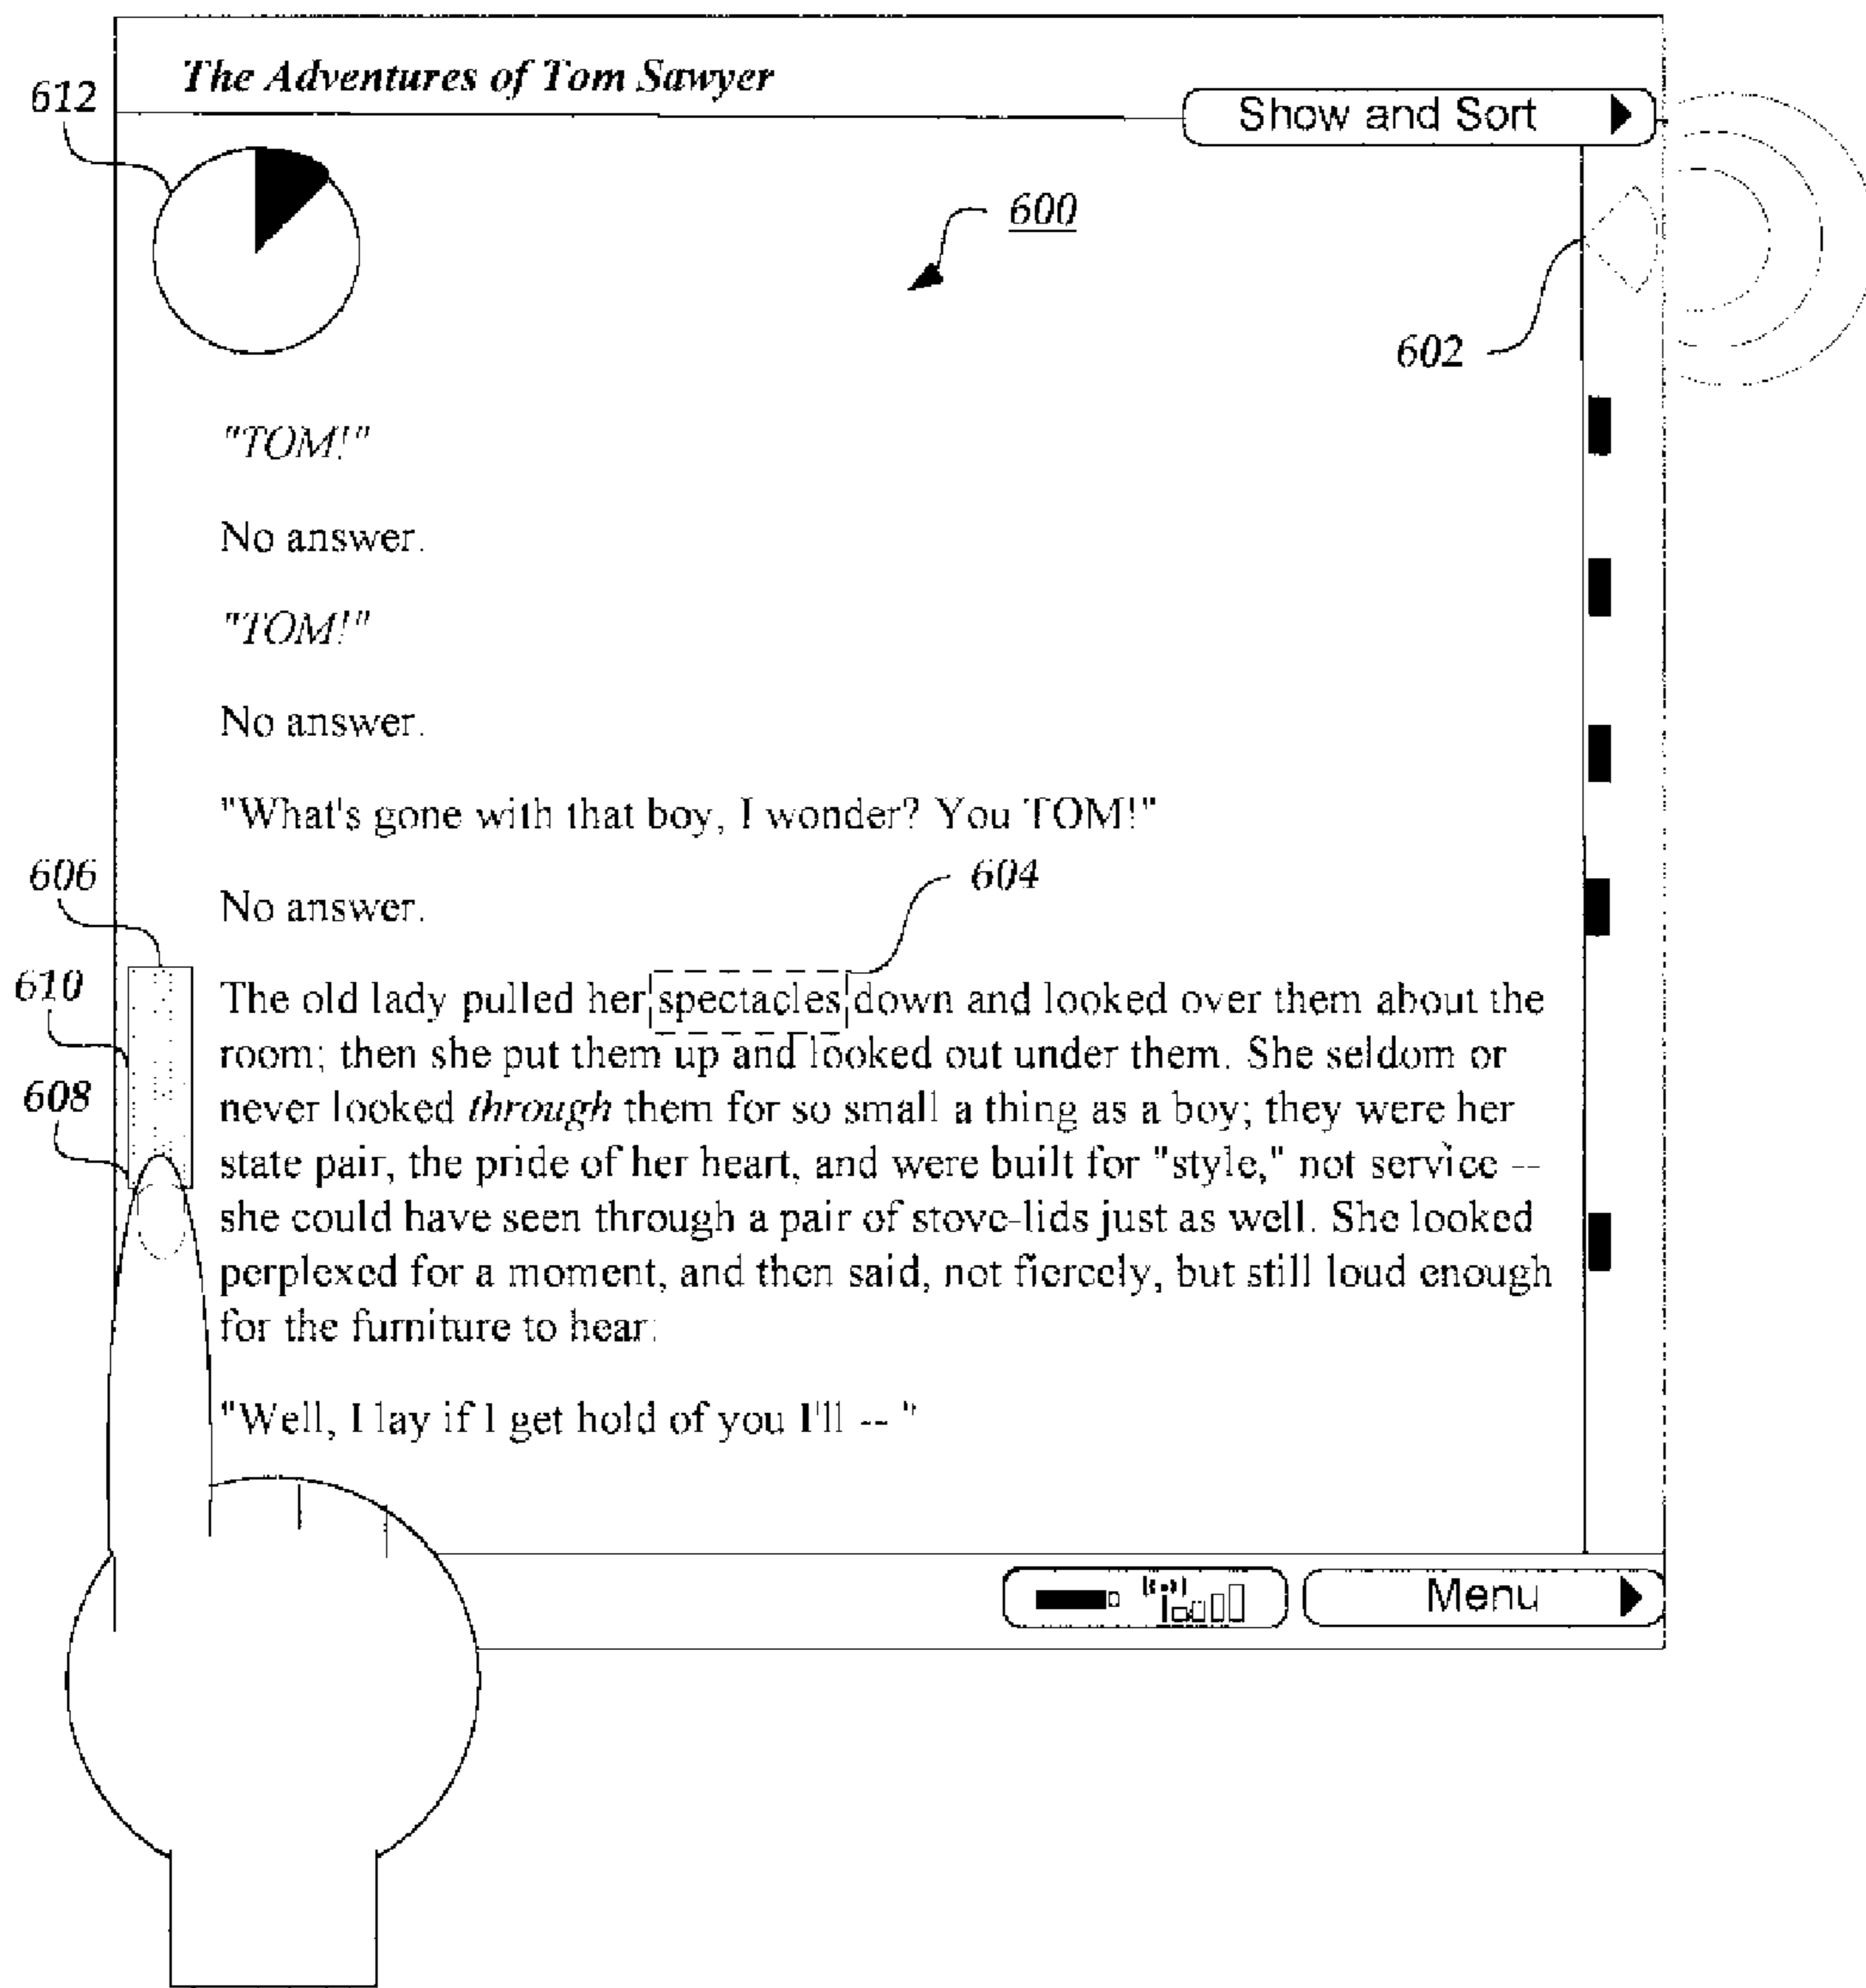 The Adventures of Tom Sawyer
612
Show and Sort
600
602
"TOM!"
No answer.
"TOM!"
No answer.
"What's gone with that boy, I wonder? You TOM!"
606
604
No answer.
610
The old lady pulled her spectacles down and looked over them about the
room; then she put them up and looked out under them. She seldom or
608
never looked through them for so small a thing as a boy; they were her
state pair, the pride of her heart, and were built for "style," not service --
she could have seen through a pair of stove-lids just as well. She looked
perplexed for a moment, and then said, not fiercely, but still loud enough
for the furniture to hear:
"Well, I lay if I get hold of you I'll -- "
Menu